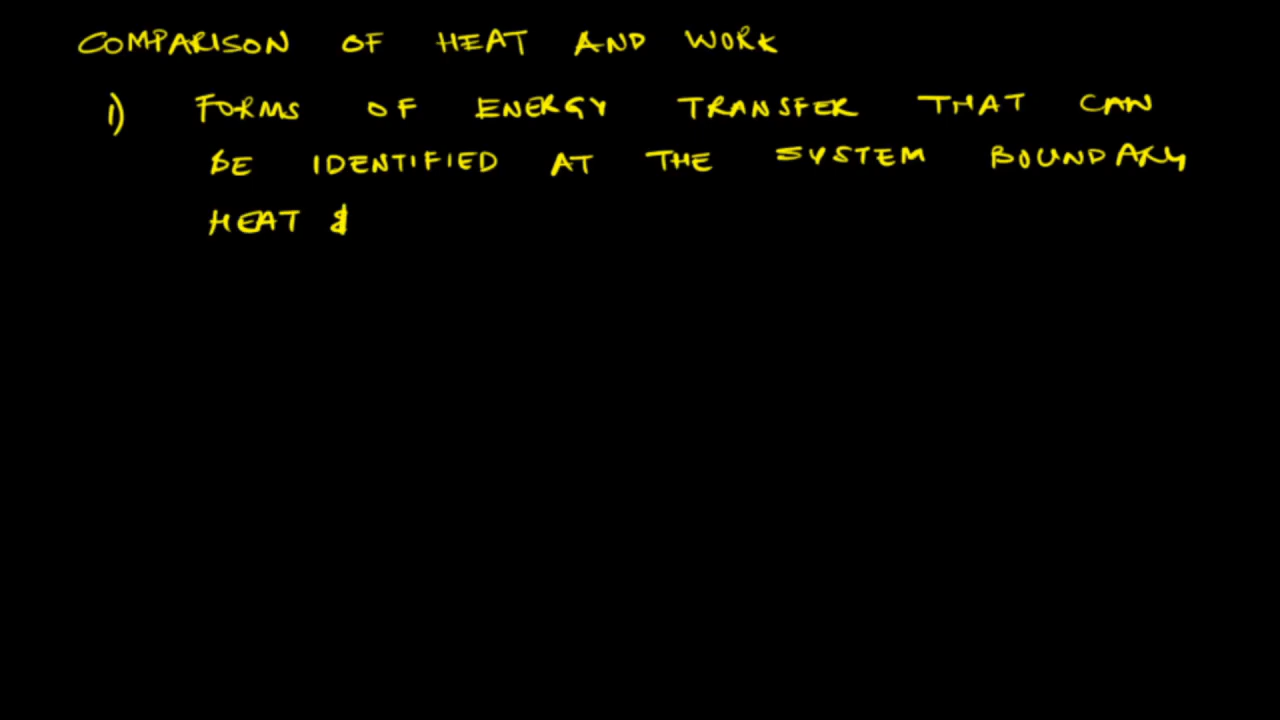 COMPARISON OF HEAT AND WORK
1) FORMS OF ENERGY TRANSFER THAT CAN
BE IDENTIFIED AT THE SYSTEM BOUNDARY
HEAT &